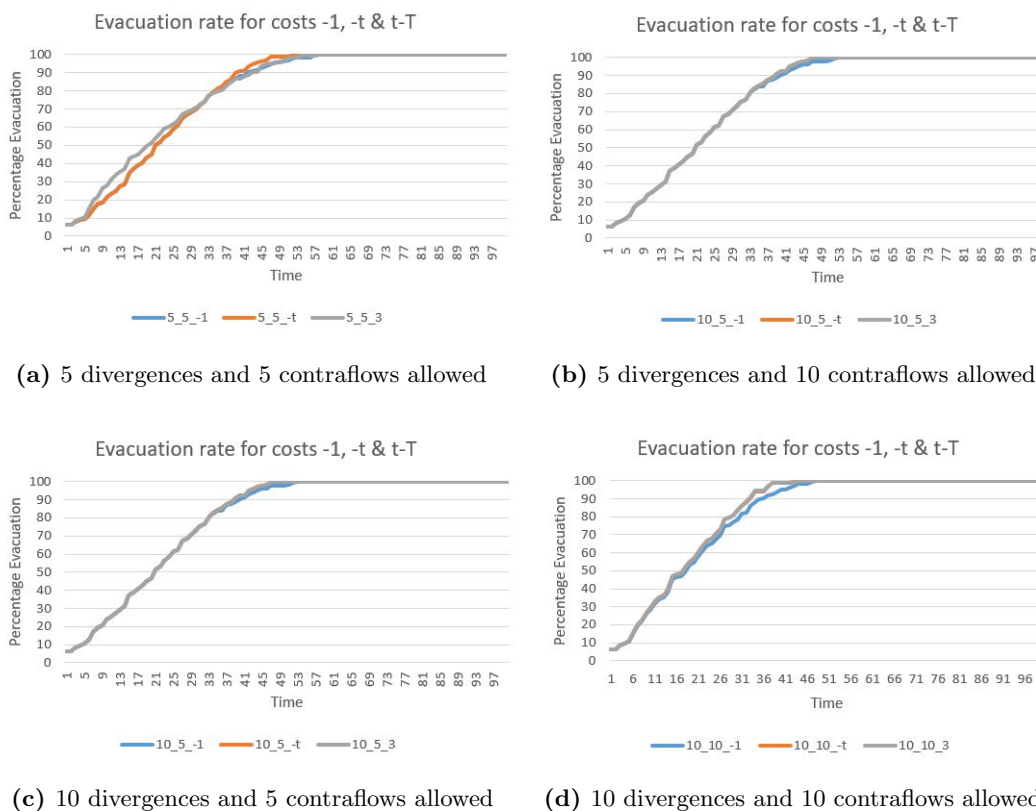 Evacuation rate for costs -1, -t & t-T
Percentage Evacuation
100
90
80
70
60
50
40
30
20
10
0
1 5 9 13 17 21 25 29 33 37 41 45 49 53 57 61 65 69 73 77 81 85 89 93 97
Time
5_5_-1 5_5_-t 5_5_3
(a) 5 divergences and 5 contraflows allowed
Evacuation rate for costs -1, -t & t-T
Percentage Evacuation
100
90
80
70
60
50
40
30
20
10
0
1 5 9 13 17 21 25 29 33 37 41 45 49 53 57 61 65 69 73 77 81 85 89 93 97
Time
10_5_-1 10_5_-t 10_5_3
(b) 5 divergences and 10 contraflows allowed
Evacuation rate for costs -1, -t & t-T
Percentage Evacuation
100
90
80
70
60
50
40
30
20
10
0
1 5 9 13 17 21 25 29 33 37 41 45 49 53 57 61 65 69 73 77 81 85 89 93 97
Time
10_5_-1 10_5_-t 10_5_3
(c) 10 divergences and 5 contraflows allowed
Evacuation rate for costs -1, -t & t-T
Percentage Evacuation
100
90
80
70
60
50
40
30
20
10
0
1 6 11 16 21 26 31 36 41 46 51 56 61 66 71 76 81 86 91 96
Time
10_10_-1 10_10_-t 10_10_3
(d) 10 divergences and 10 contraflows allowed